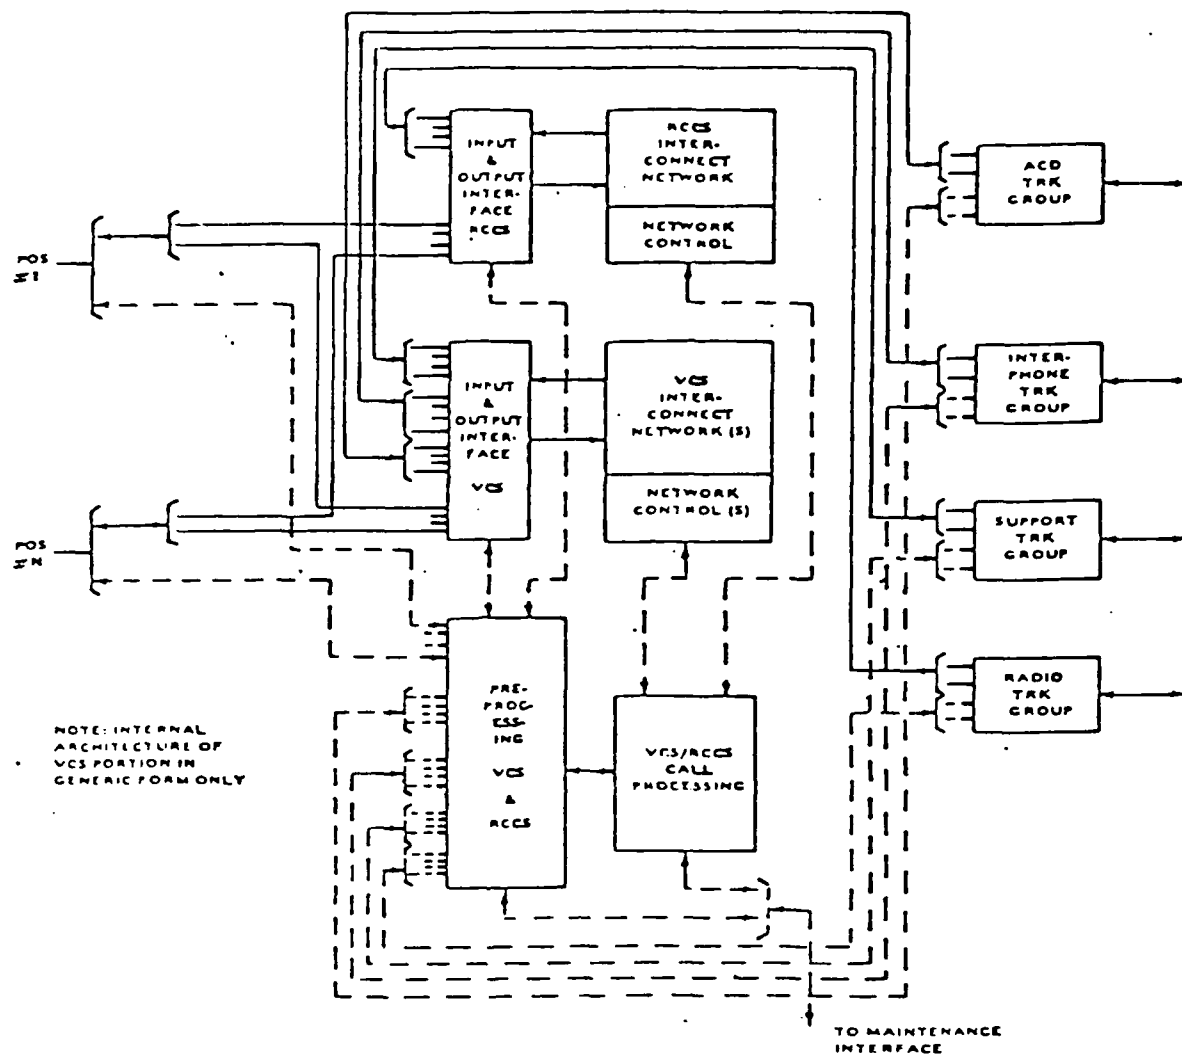 INPUT
&
OUTPUT
INTER-
FACE
RCCS
RCCS
INTER-
CONNECT
NETWORK
NETWORK
CONTROL
ACD
TRK
GROUP
POS
#1
INPUT
&
OUTPUT
INTER-
FACE
VCS
VCS
INTER-
CONNECT
NETWORK (S)
NETWORK
CONTROL (S)
INTER-
PHONE
TRK
GROUP
POS
#N
SUPPORT
TRK
GROUP
PRE-
PROC-
ESS-
ING
VCS
&
RCCS
VCS/RCCS
CALL
PROCESSING
RADIO
TRK
GROUP
NOTE: INTERNAL
ARCHITECTURE OF
VCS PORTION IN
GENERIC FORM ONLY
TO MAINTENANCE
INTERFACE